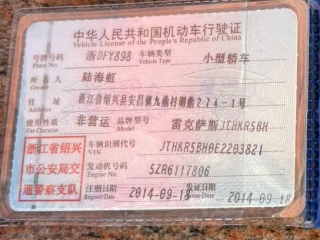 中华人民共和国机动车行驶证
Vehicle License of the People's Republic of China
号牌号码 浙DFY898 车辆类型 小型轿车
Plate No. Vehicle Type
所有人 陆海虹
Owner
住址 浙江省绍兴县安昌镇九鼎村湖鼎274-1号
Address
使用性质 非营运 品牌型号 雷克萨斯JTHKR5BH
Use Character Model
浙江省绍兴 车辆识别代号 JTHKR5BH0E2203821
VIN
市公安局交 发动机号码 5ZR6117806
Engine No.
通警察支队 注册日期 2014-09-18 发证日期 2014-09-18
Register Date Issue Date